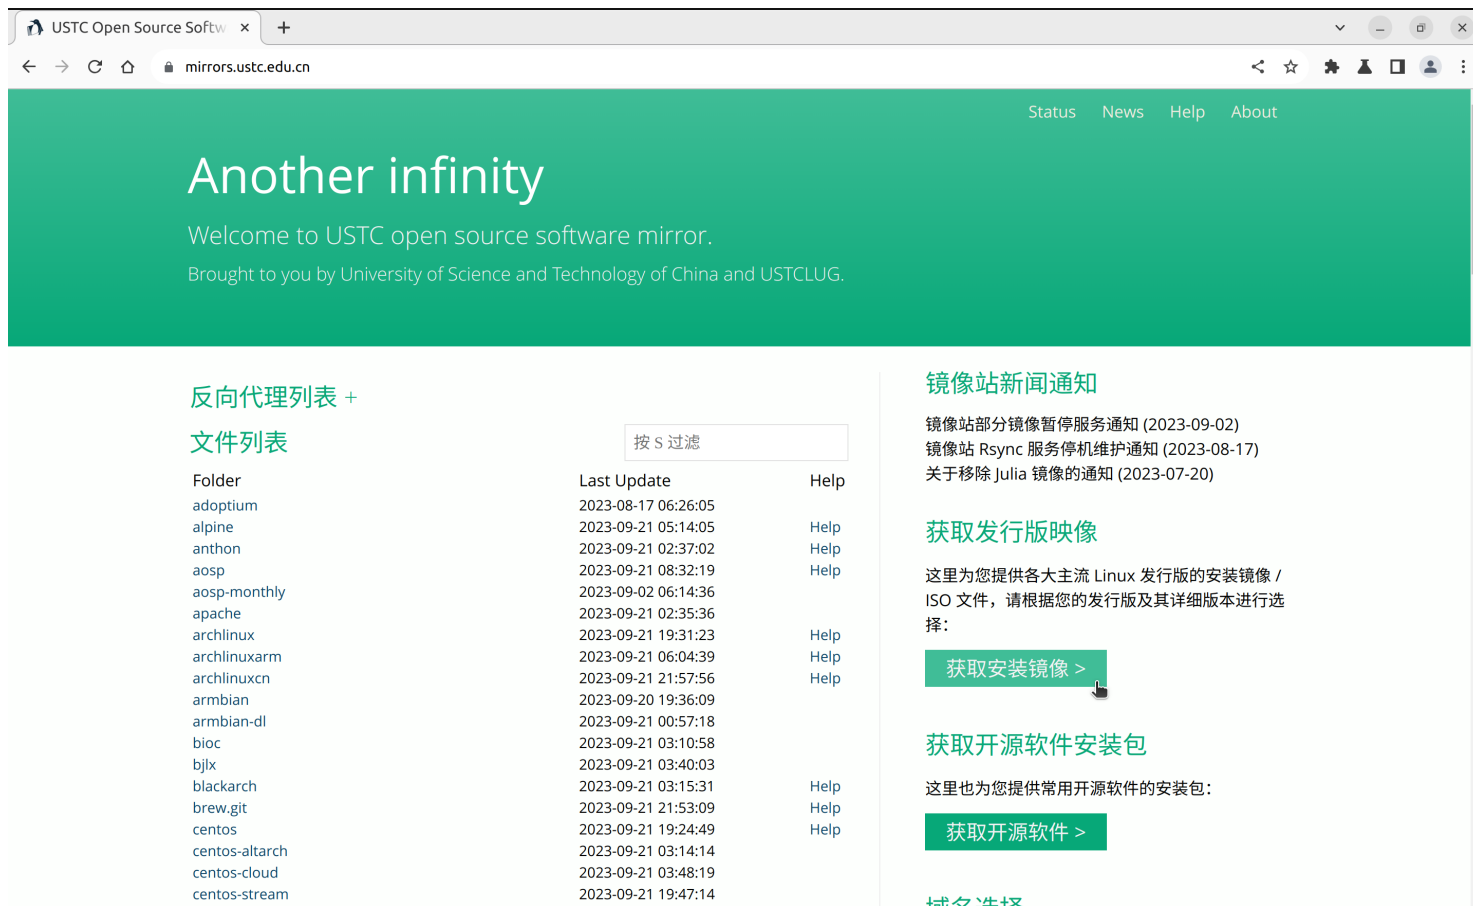 USTC Open Source Softw
mirrors.ustc.edu.cn
Status News Help About
Another infinity
Welcome to USTC open source software mirror.
Brought to you by University of Science and Technology of China and USTCLUG.
反向代理列表 +
文件列表
按 S 过滤
Folder Last Update Help
adoptium 2023-08-17 06:26:05
alpine 2023-09-21 05:14:05 Help
anthon 2023-09-21 02:37:02 Help
aosp 2023-09-21 08:32:19 Help
aosp-monthly 2023-09-02 06:14:36
apache 2023-09-21 02:35:36
archlinux 2023-09-21 19:31:23 Help
archlinuxarm 2023-09-21 06:04:39 Help
archlinuxcn 2023-09-21 21:57:56 Help
armbian 2023-09-20 19:36:09
armbian-dl 2023-09-21 00:57:18
bioc 2023-09-21 03:10:58
bjlx 2023-09-21 03:40:03
blackarch 2023-09-21 03:15:31 Help
brew.git 2023-09-21 21:53:09 Help
centos 2023-09-21 19:24:49 Help
centos-altarch 2023-09-21 03:14:14
centos-cloud 2023-09-21 03:48:19
centos-stream 2023-09-21 19:47:14
镜像站新闻通知
镜像站部分镜像暂停服务通知 (2023-09-02)
镜像站 Rsync 服务停机维护通知 (2023-08-17)
关于移除 Julia 镜像的通知 (2023-07-20)
获取发行版映像
这里为您提供各大主流 Linux 发行版的安装镜像 /
ISO 文件，请根据您的发行版及其详细版本进行选
择：
获取安装镜像 >
获取开源软件安装包
这里也为您提供常用开源软件的安装包：
获取开源软件 >
域名选择